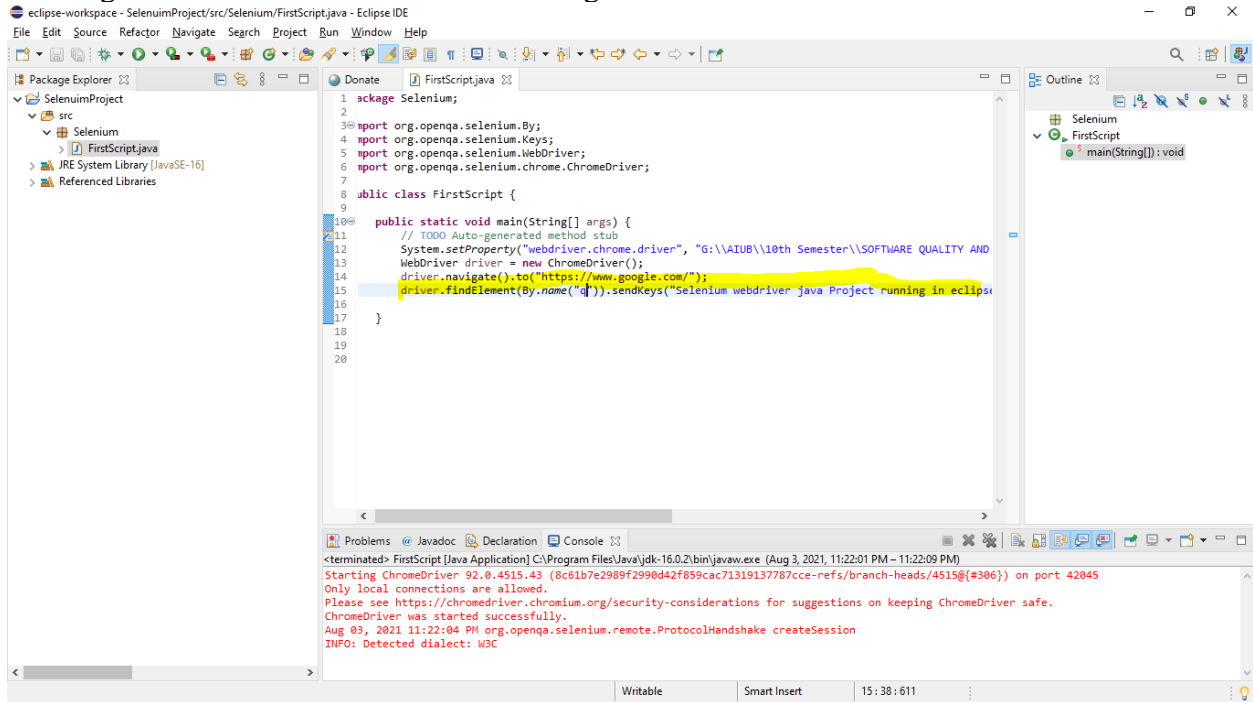 eclipse-workspace - SelenuimProject/src/Selenium/FirstScript.java - Eclipse IDE
File Edit Source Refactor Navigate Search Project Run Window Help
Package Explorer
SelenuimProject
src
Selenium
FirstScript.java
JRE System Library [JavaSE-16]
Referenced Libraries
Donate FirstScript.java
1 ackage Selenium;
2
3 mport org.openqa.selenium.By;
4 mport org.openqa.selenium.Keys;
5 mport org.openqa.selenium.WebDriver;
6 mport org.openqa.selenium.chrome.ChromeDriver;
7
8 ublic class FirstScript {
9
10 public static void main(String[] args) {
11 // TODO Auto-generated method stub
12 System.setProperty("webdriver.chrome.driver", "G:\\AIUB\\10th Semester\\SOFTWARE QUALITY AND
13 WebDriver driver = new ChromeDriver();
14 driver.navigate().to("https://www.google.com/");
15 driver.findElement(By.name("q")).sendKeys("Selenium webdriver java Project running in eclipse
16
17 }
18
19
20
Outline
Selenium
FirstScript
main(String[]) : void
Problems Javadoc Declaration Console
<terminated> FirstScript [Java Application] C:\Program Files\Java\jdk-16.0.2\bin\javaw.exe (Aug 3, 2021, 11:22:01 PM – 11:22:09 PM)
Starting ChromeDriver 92.0.4515.43 (8c61b7e2989f2990d42f859cac71319137787cce-refs/branch-heads/4515@{#306}) on port 42045
Only local connections are allowed.
Please see https://chromedriver.chromium.org/security-considerations for suggestions on keeping ChromeDriver safe.
ChromeDriver was started successfully.
Aug 03, 2021 11:22:04 PM org.openqa.selenium.remote.ProtocolHandshake createSession
INFO: Detected dialect: W3C
Writable Smart Insert 15 : 38 : 611